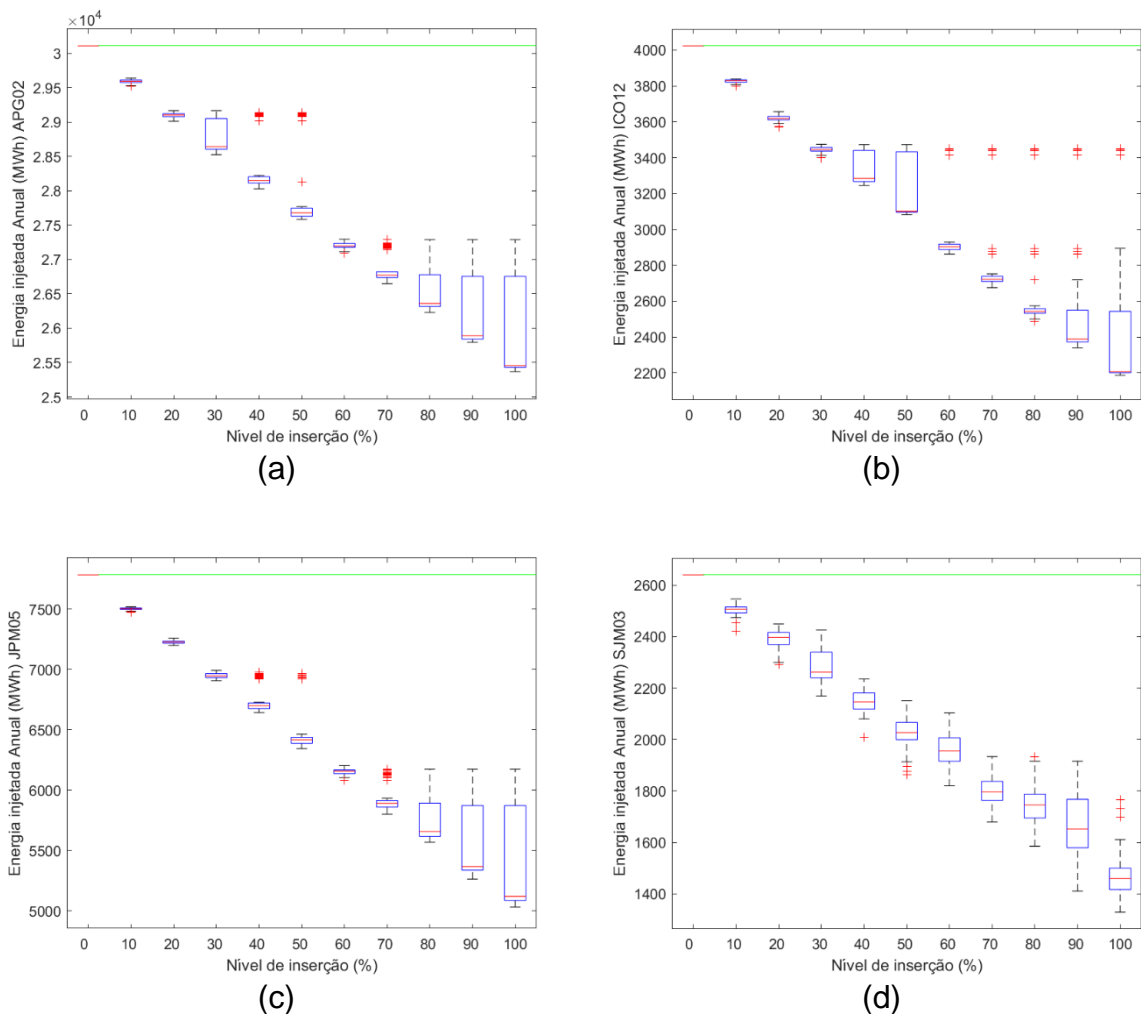 ×10⁴
3
2.95
2.9
2.85
2.8
2.75
2.7
2.65
2.6
2.55
2.5
Energia injetada Anual (MWh) APG02
0 10 20 30 40 50 60 70 80 90 100
Nível de inserção (%)
(a)
4000
3800
3600
3400
3200
3000
2800
2600
2400
2200
Energia injetada Anual (MWh) ICO12
0 10 20 30 40 50 60 70 80 90 100
Nível de inserção (%)
(b)
7500
7000
6500
6000
5500
5000
Energia injetada Anual (MWh) JPM05
0 10 20 30 40 50 60 70 80 90 100
Nível de inserção (%)
(c)
2600
2400
2200
2000
1800
1600
1400
Energia injetada Anual (MWh) SJM03
0 10 20 30 40 50 60 70 80 90 100
Nível de inserção (%)
(d)